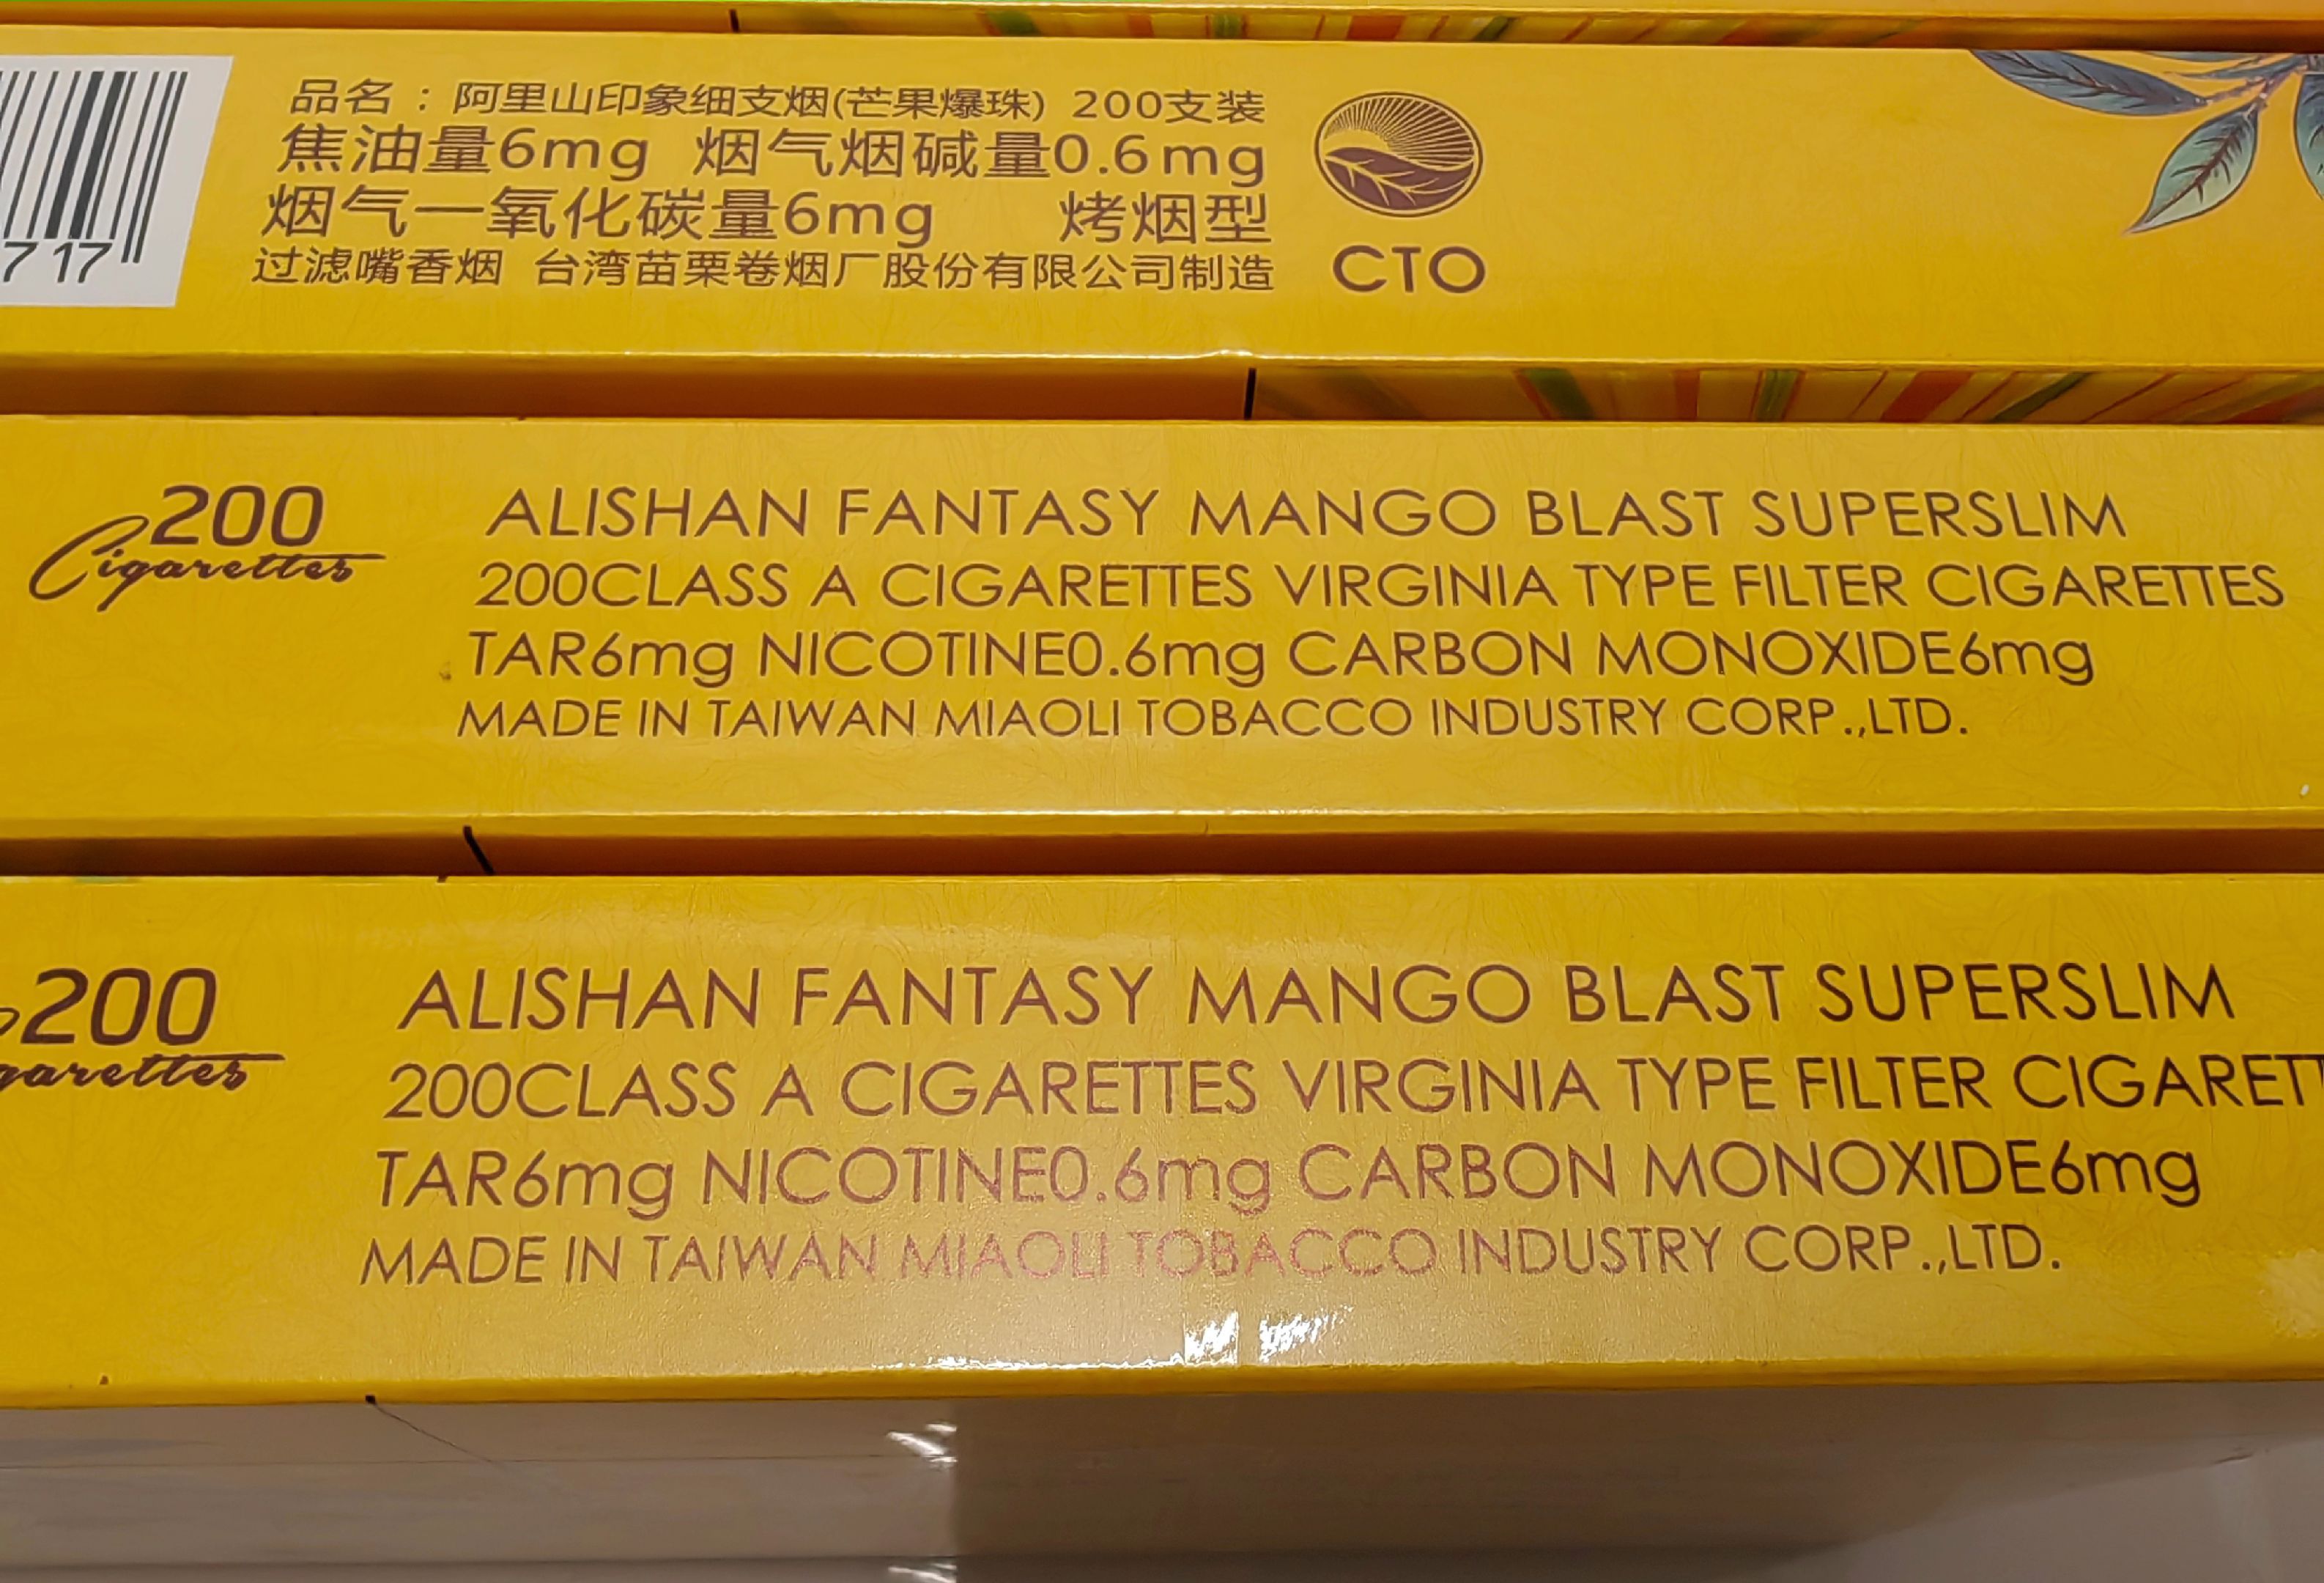 717
品名：阿里山印象细支烟(芒果爆珠) 200支装
焦油量6mg 烟气烟碱量0.6mg
烟气一氧化碳量6mg 烤烟型
过滤嘴香烟 台湾苗栗卷烟厂股份有限公司制造
CTO
200
Cigarettes
ALISHAN FANTASY MANGO BLAST SUPERSLIM
200CLASS A CIGARETTES VIRGINIA TYPE FILTER CIGARETTES
TAR6mg NICOTINE0.6mg CARBON MONOXIDE6mg
MADE IN TAIWAN MIAOLI TOBACCO INDUSTRY CORP.,LTD.
200
garettes
ALISHAN FANTASY MANGO BLAST SUPERSLIM
200CLASS A CIGARETTES VIRGINIA TYPE FILTER CIGARETT
TAR6mg NICOTINE0.6mg CARBON MONOXIDE6mg
MADE IN TAIWAN MIAOLI TOBACCO INDUSTRY CORP.,LTD.